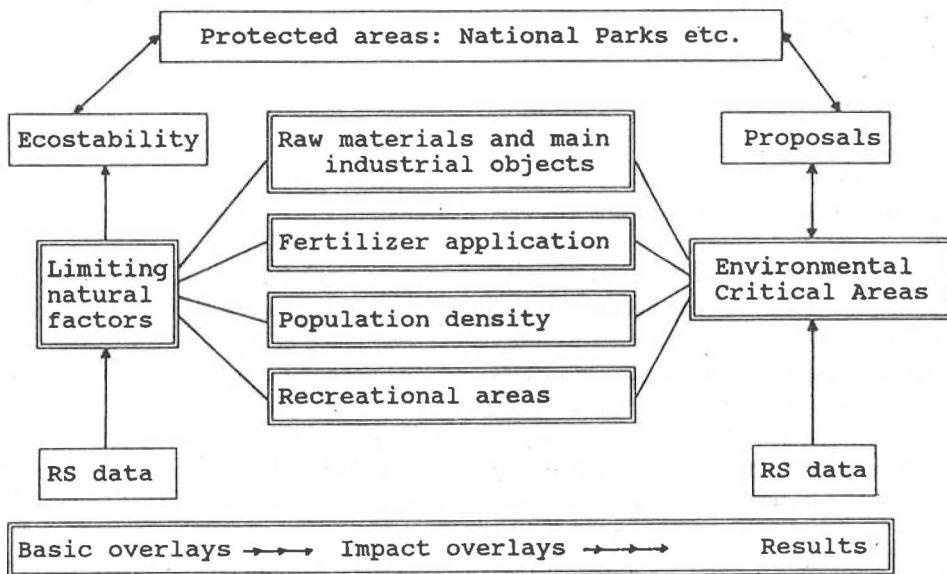 Protected areas: National Parks etc.
Ecostability
Raw materials and main
industrial objects
Proposals
Fertilizer application
Limiting
natural
factors
Environmental
Critical Areas
Population density
Recreational areas
RS data
RS data
Basic overlays Impact overlays Results